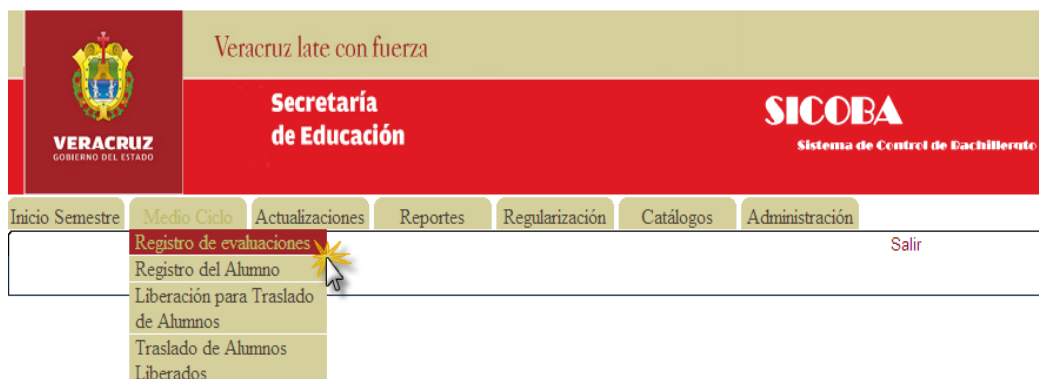 Veracruz late con fuerza
VERACRUZ
GOBIERNO DEL ESTADO
Secretaría
de Educación
SICOBA
Sistema de Control de Bachillerato
Inicio Semestre
Medio Ciclo
Actualizaciones
Reportes
Regularización
Catálogos
Administración
Registro de evaluaciones
Registro del Alumno
Liberación para Traslado
de Alumnos
Traslado de Alumnos
Liberados
Salir